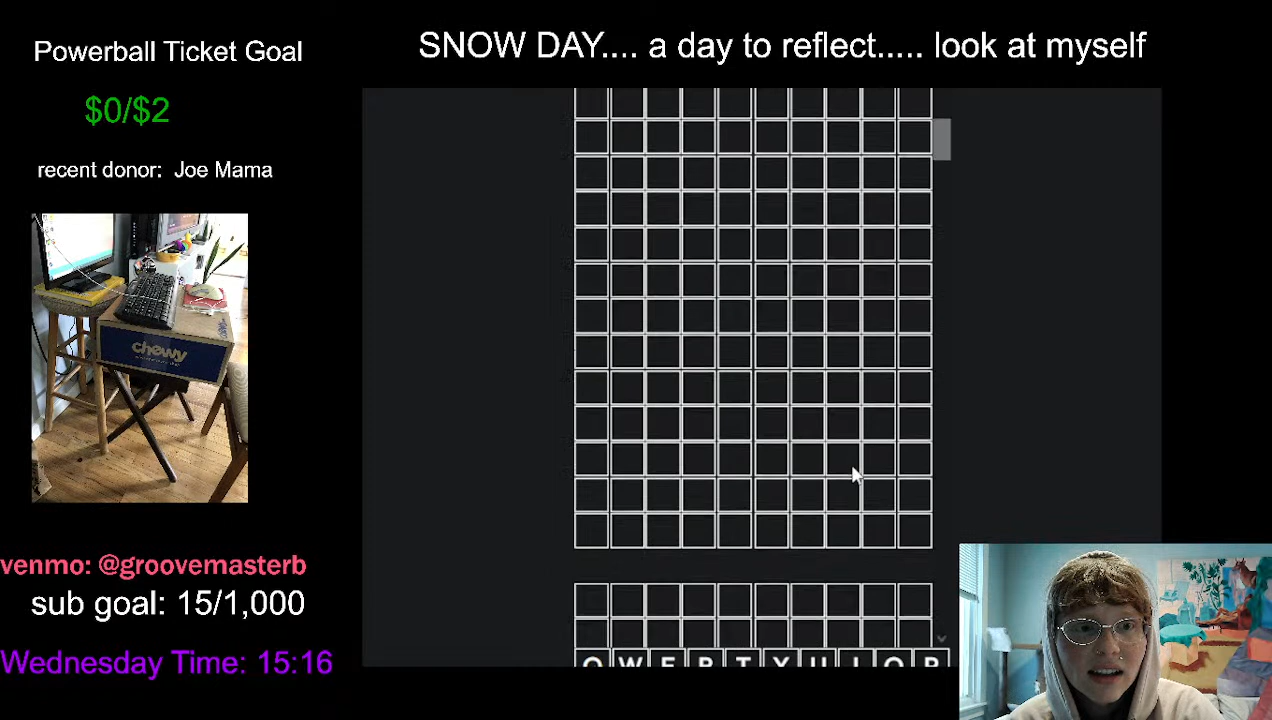 Powerball Ticket Goal
SNOW DAY.... a day to reflect..... look at myself
$0/$2
recent donor: Joe Mama
chewy
venmo: @groovemasterb
sub goal: 15/1,000
Wednesday Time: 15:16
Q W E R T Y U I O P